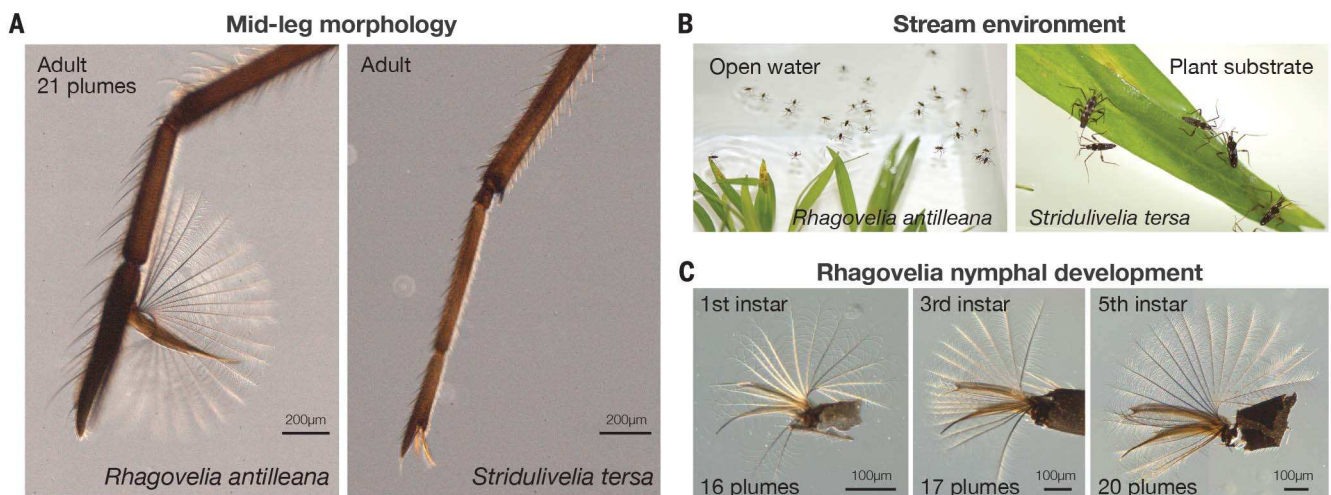 A
Mid-leg morphology
Adult
21 plumes
200µm
Rhagovelia antilleana
Adult
200µm
Stridulivelia tersa
B
Stream environment
Open water
Rhagovelia antilleana
Plant substrate
Stridulivelia tersa
C
Rhagovelia nymphal development
1st instar
16 plumes
100µm
3rd instar
17 plumes
100µm
5th instar
20 plumes
100µm